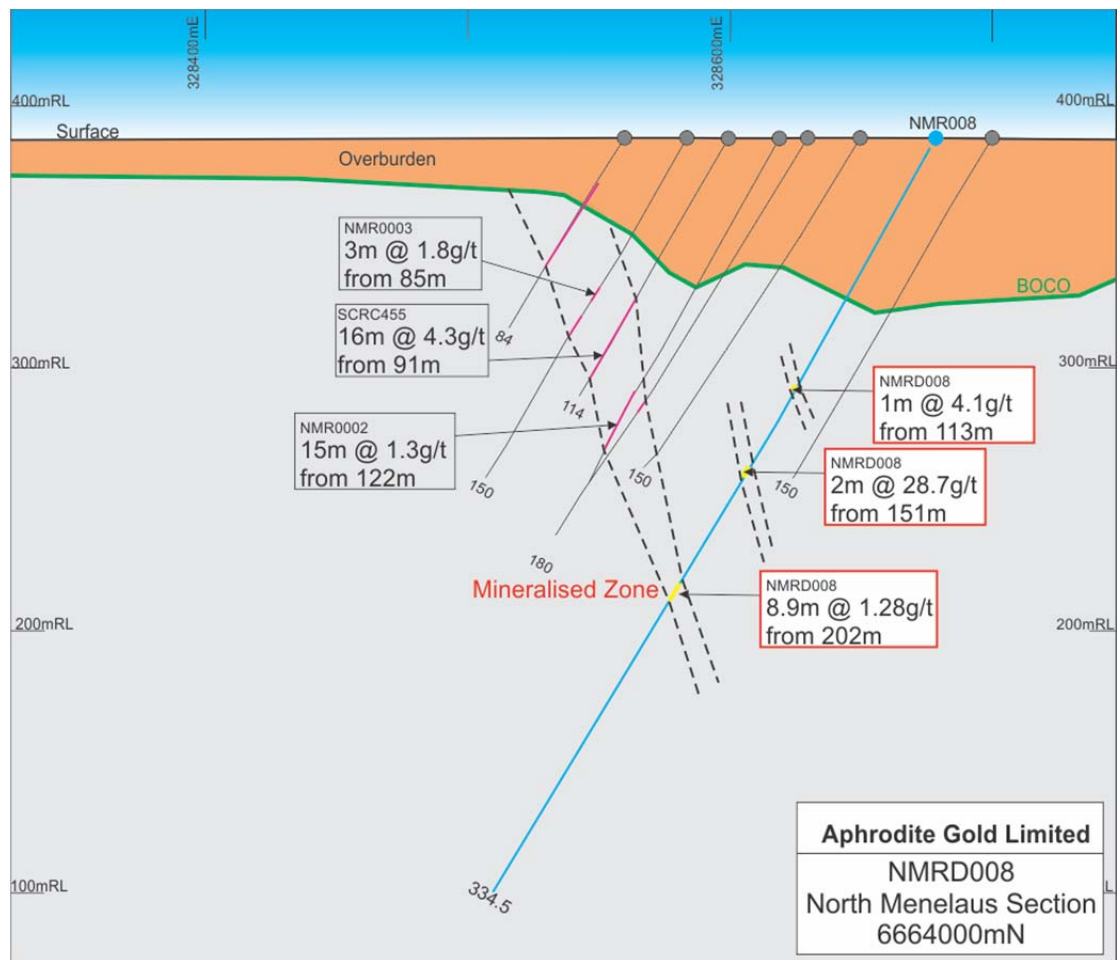 328400mE
328600mE
400mRL
400mRL
Surface
NMR008
Overburden
NMR0003
3m @ 1.8g/t
from 85m
BOCO
SCRC455
16m @ 4.3g/t
from 91m
84
300mRL
300mRL
NMRD008
1m @ 4.1g/t
from 113m
114
NMR0002
15m @ 1.3g/t
from 122m
150
150
150
NMRD008
2m @ 28.7g/t
from 151m
180
Mineralised Zone
NMRD008
8.9m @ 1.28g/t
from 202m
200mRL
200mRL
Aphrodite Gold Limited
100mRL
334.5
L
NMRD008
North Menelaus Section
6664000mN